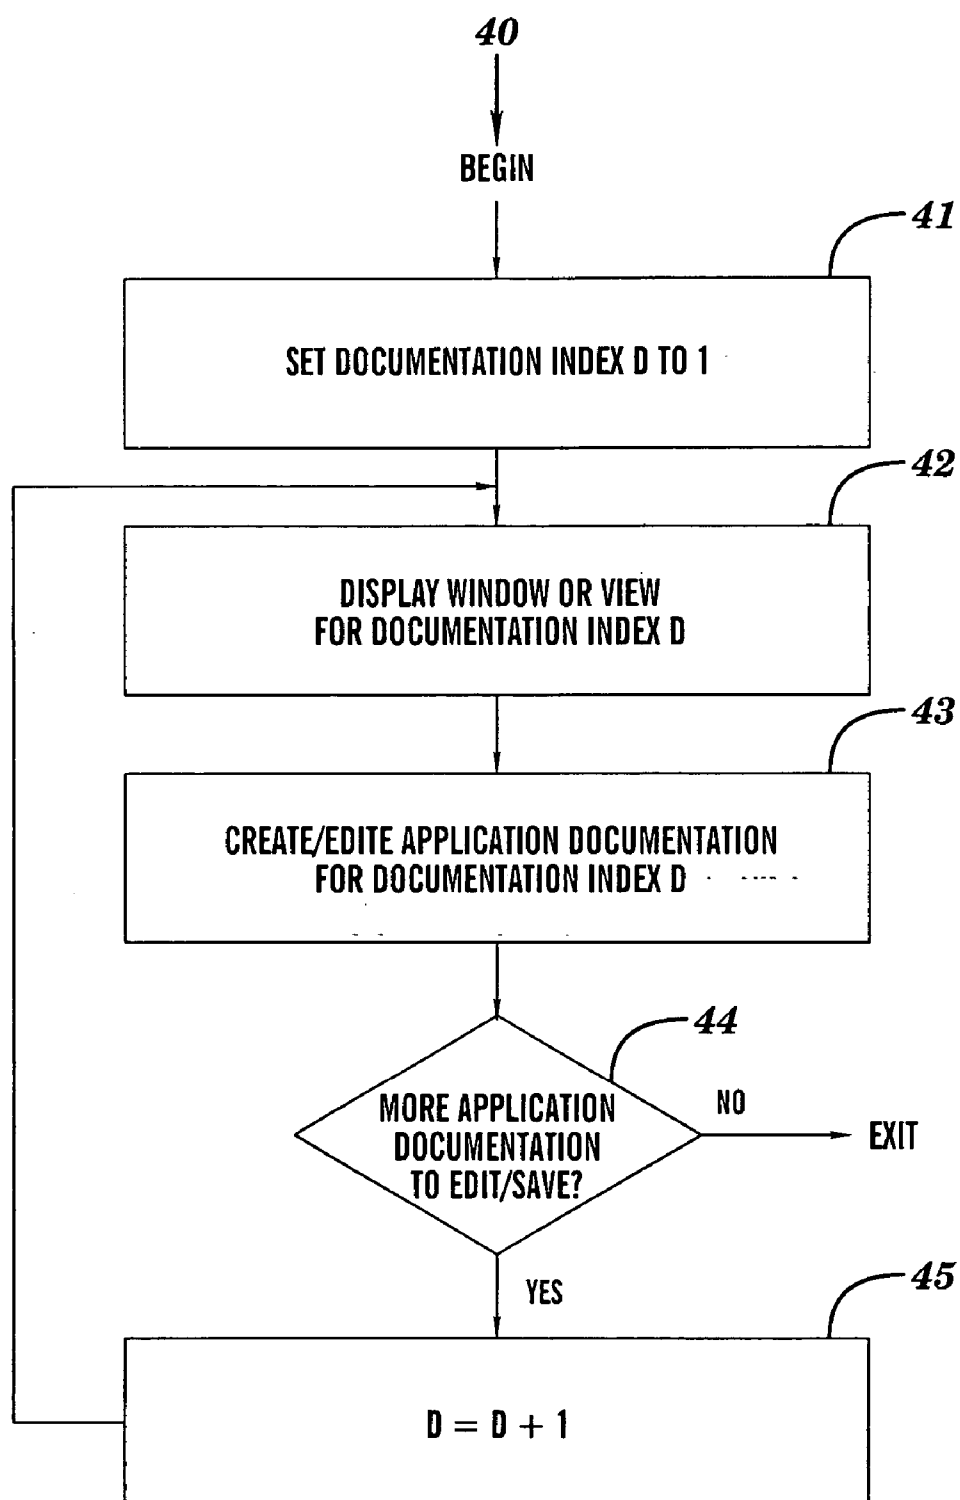 40
BEGIN
41
SET DOCUMENTATION INDEX D TO 1
42
DISPLAY WINDOW OR VIEW
FOR DOCUMENTATION INDEX D
43
CREATE/EDITE APPLICATION DOCUMENTATION
FOR DOCUMENTATION INDEX D
44
MORE APPLICATION
DOCUMENTATION
TO EDIT/SAVE?
NO
EXIT
YES
45
D = D + 1